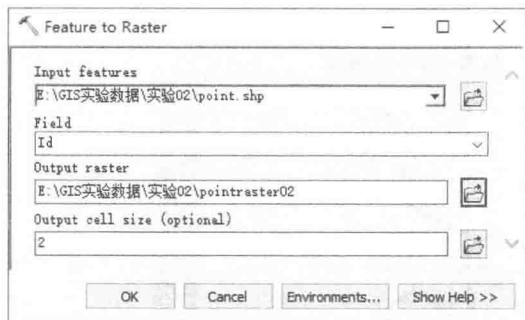 Feature to Raster
Input features
E:\GIS实验数据\实验02\point.shp
Field
Id
Output raster
E:\GIS实验数据\实验02\pointraster02
Output cell size (optional)
2
OK Cancel Environments... Show Help >>